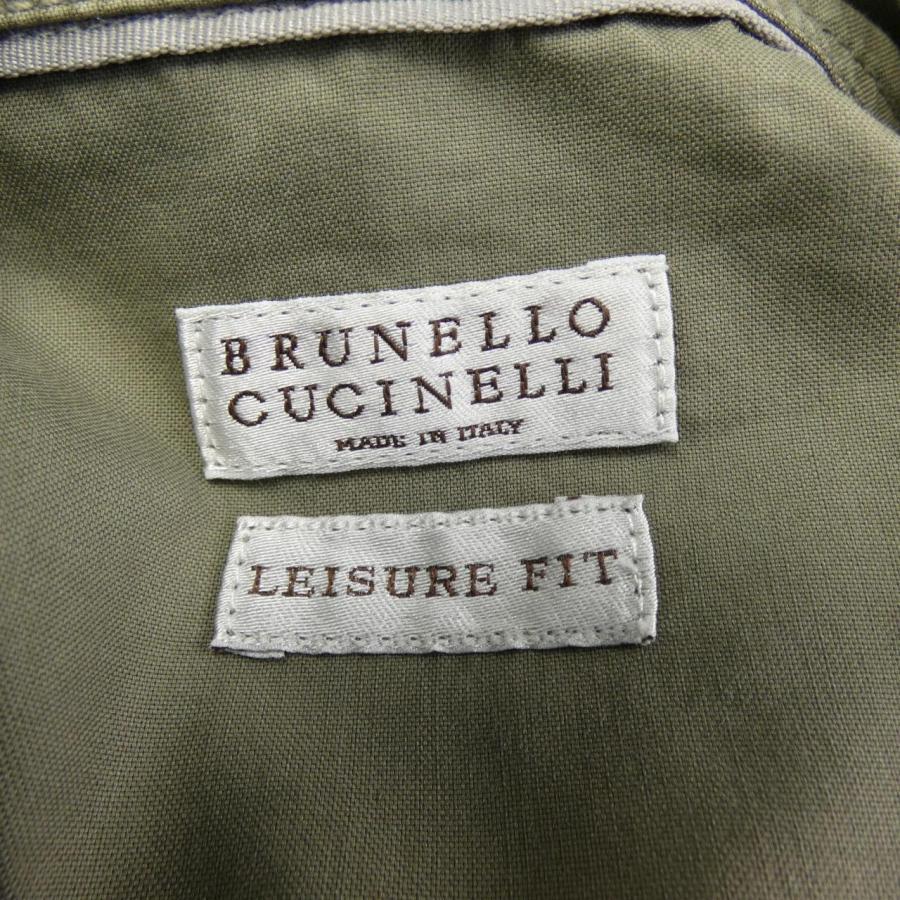 BRUNELLO
CUCINELLI
MADE IN ITALY
LEISURE FIT